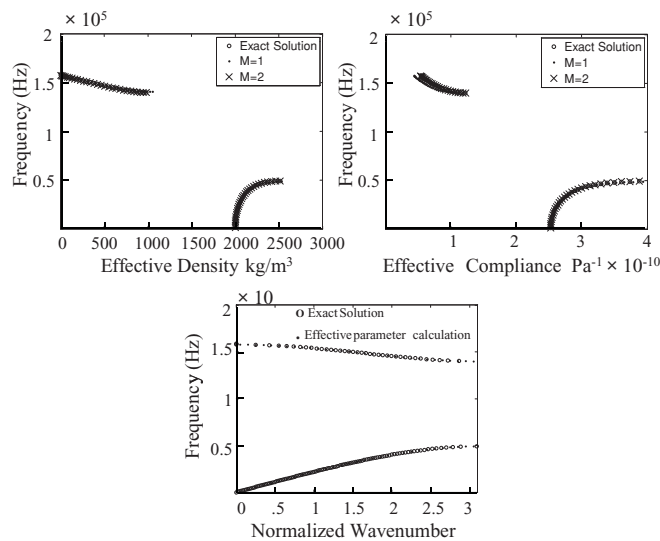 × 10⁵
2
1.5
1
0.5
Frequency (Hz)
Exact Solution
M=1
M=2
0 500 1000 1500 2000 2500 3000
Effective Density kg/m³
× 10⁵
2
1.5
1
0.5
Frequency (Hz)
Exact Solution
M=1
M=2
1 2 3 4
Effective Compliance Pa⁻¹ × 10⁻¹⁰
× 10
2
1.5
1
0.5
0
Frequency (Hz)
Exact Solution
Effective parameter calculation
0 .5 1 1.5 2.0 2.5 3
Normalized Wavenumber